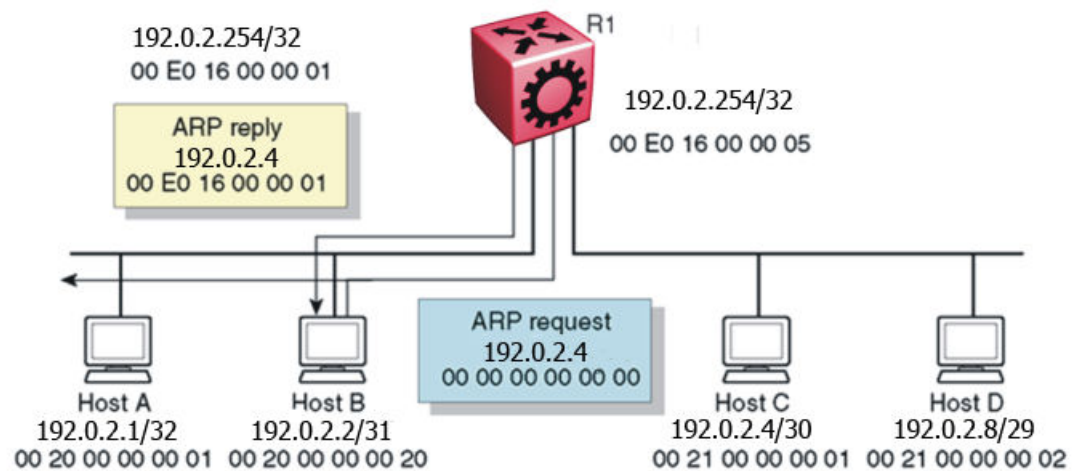 R1
192.0.2.254/32
00 E0 16 00 00 01
192.0.2.254/32
00 E0 16 00 00 05
ARP reply
192.0.2.4
00 E0 16 00 00 01
ARP request
192.0.2.4
00 00 00 00 00 00
Host A
192.0.2.1/32
00 20 00 00 00 01
Host B
192.0.2.2/31
00 20 00 00 00 20
Host C
192.0.2.4/30
00 21 00 00 00 01
Host D
192.0.2.8/29
00 21 00 00 00 02